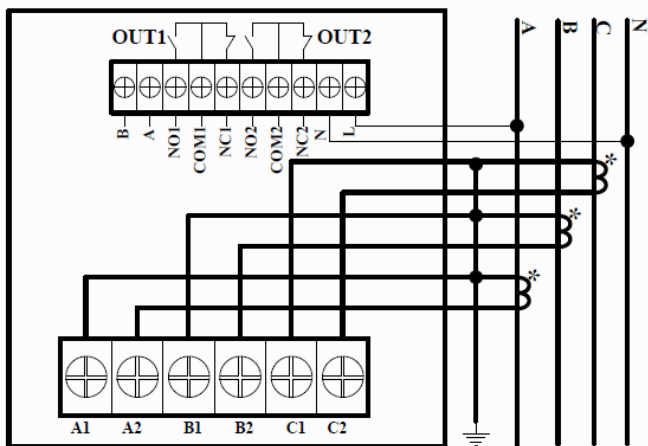 OUT1 OUT2
A B C N
B A NO1 COM1 NC1 NO2 COM2 NC2 N L
*
*
*
A1 A2 B1 B2 C1 C2